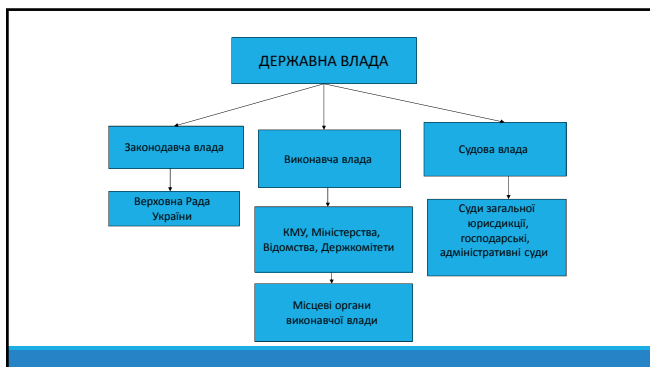 ДЕРЖАВНА ВЛАДА
Законодавча влада
Верховна Рада
України
Виконавча влада
КМУ, Міністерства,
Відомства, Держкомітети
Місцеві органи
виконавчої влади
Судова влада
Суди загальної
юрисдикції,
господарські,
адміністративні суди